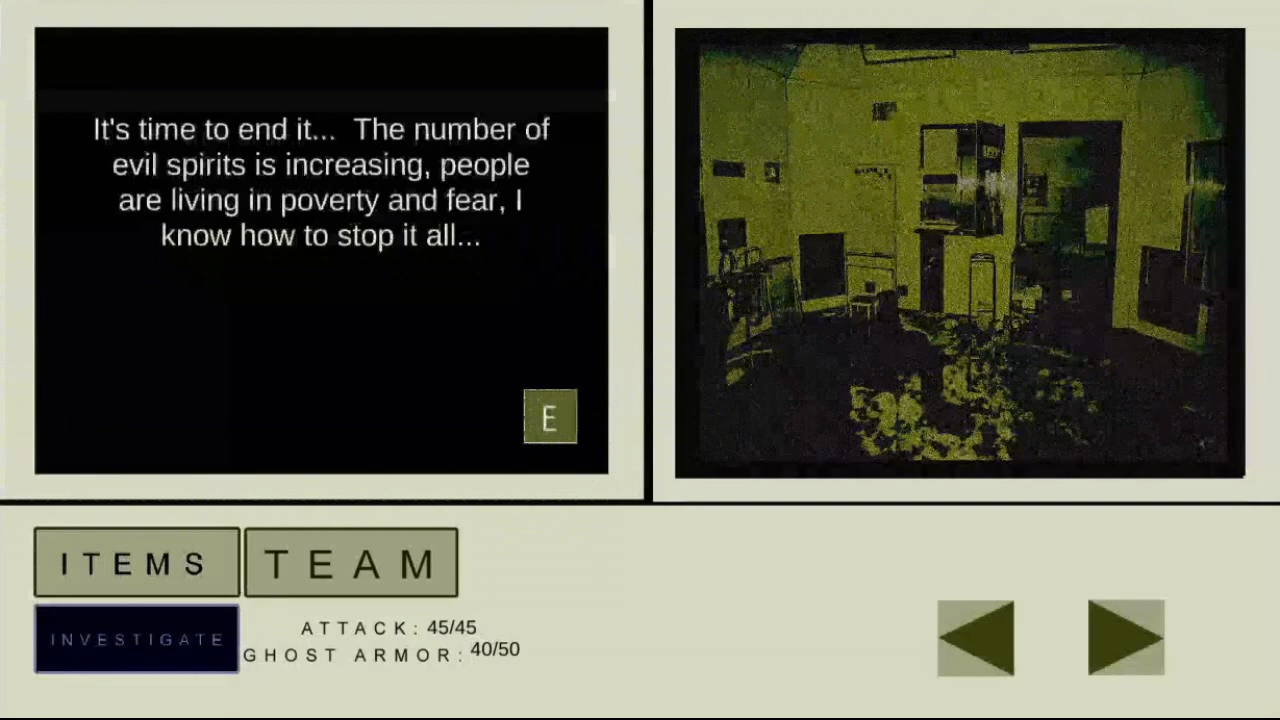 It's time to end it... The number of
evil spirits is increasing, people
are living in poverty and fear, I
know how to stop it all...
E
ITEMS
TEAM
INVESTIGATE
ATTACK: 45/45
GHOST ARMOR: 40/50